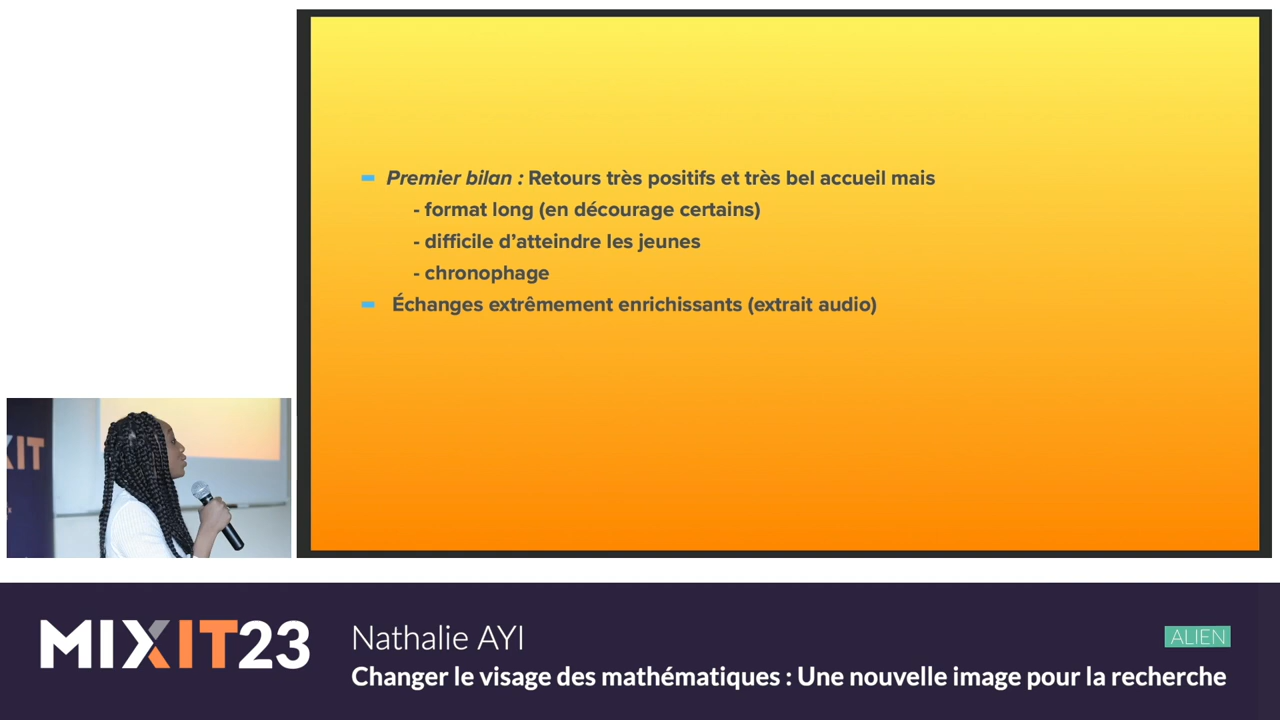 Premier bilan : Retours très positifs et très bel accueil mais
- format long (en décourage certains)
- difficile d’atteindre les jeunes
- chronophage
Échanges extrêmement enrichissants (extrait audio)
XIT
MIXIT23
Nathalie AYI
ALIEN
Changer le visage des mathématiques : Une nouvelle image pour la recherche